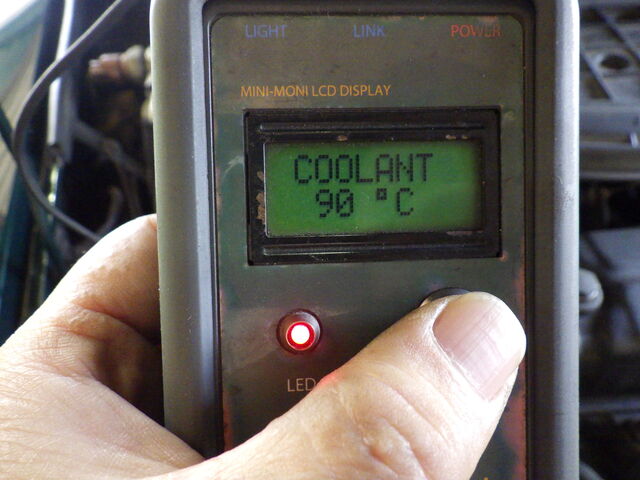 LIGHT LINK POWER
MINI-MONI LCD DISPLAY
COOLANT
90 °C
LED